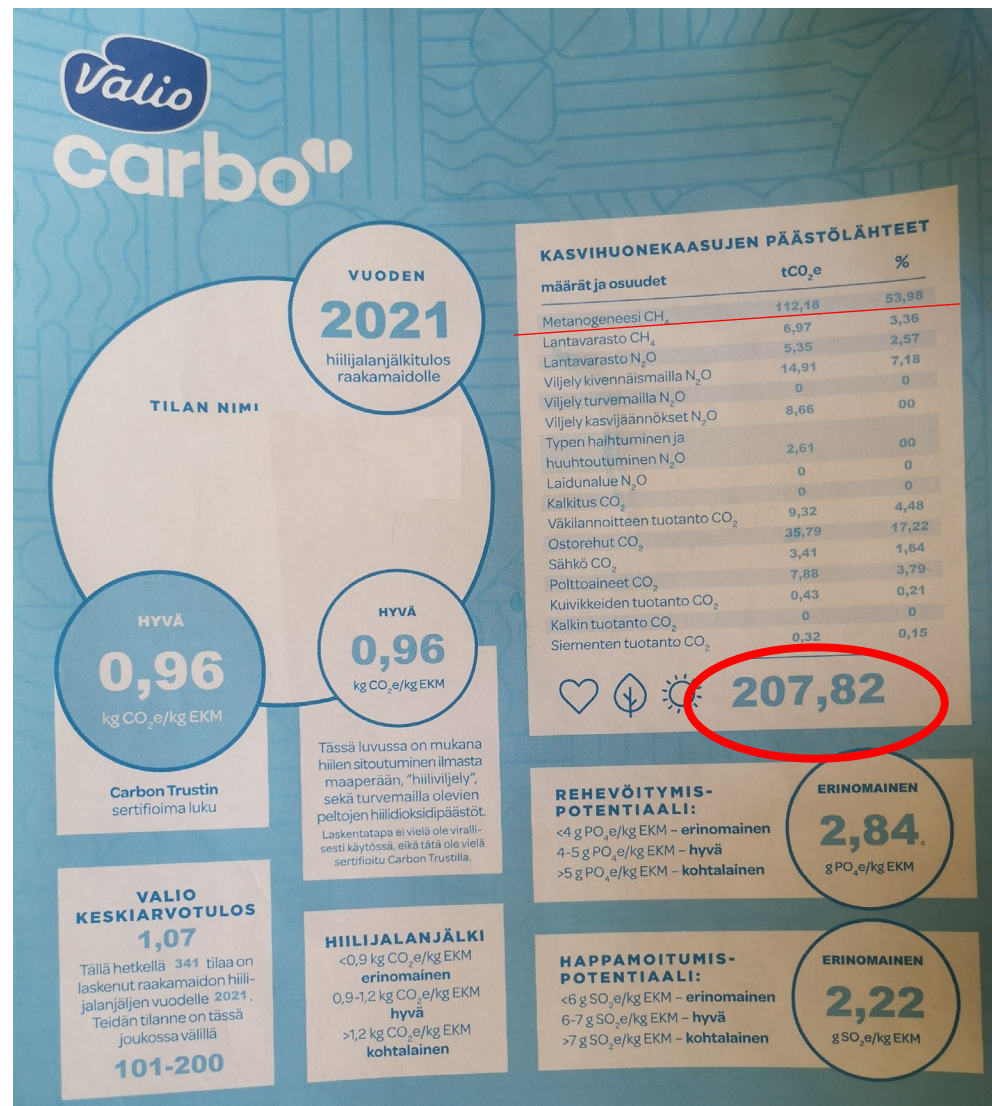 Valio
carbo
VUODEN
2021
hiilijalanjälkitulos
raakamaidolle
TILAN NIMI
HYVÄ
0,96
kg CO₂e/kg EKM
Carbon Trustin
sertifioima luku
HYVÄ
0,96
kg CO₂e/kg EKM
Tässä luvussa on mukana
hiilen sitoutuminen ilmasta
maaperään, "hiiliviljely",
sekä turvemailla olevien
peltojen hiilidioksidipäästöt.
Laskentatapa ei vielä ole viralli-
sesti käytössä, eikä tätä ole vielä
sertifioitu Carbon Trustilla.
VALIO
KESKIARVOTULOS
1,07
Tällä hetkellä 341 tilaa on
laskenut raakamaidon hiili-
jalanjäljen vuodelle 2021.
Teidän tilanne on tässä
joukossa välillä
101-200
HIILIJALANJÄLKI
<0,9 kg CO₂e/kg EKM
erinomainen
0,9-1,2 kg CO₂e/kg EKM
hyvä
>1,2 kg CO₂e/kg EKM
kohtalainen
KASVIHUONEKAASUJEN PÄÄSTÖLÄHTEET
määrät ja osuudet tCO₂e %
Metanogeneesi CH₄ 112,18 53,98
Lantavarasto CH₄ 6,97 3,36
Lantavarasto N₂O 5,35 2,57
Viljely kivennäismailla N₂O 14,91 7,18
Viljely turvemailla N₂O 0 0
Viljely kasvijäännökset N₂O 8,66 00
Typen haihtuminen ja
huuhtoutuminen N₂O 2,61 00
Laidunalue N₂O 0 0
Kalkitus CO₂ 0 0
Väkilannoitteen tuotanto CO₂ 9,32 4,48
Ostorehut CO₂ 35,79 17,22
Sähkö CO₂ 3,41 1,64
Polttoaineet CO₂ 7,88 3,79
Kuivikkeiden tuotanto CO₂ 0,43 0,21
Kalkin tuotanto CO₂ 0 0
Siementen tuotanto CO₂ 0,32 0,15
207,82
REHEVÖITYMIS-
POTENTIAALI:
<4 g PO₄e/kg EKM – erinomainen
4-5 g PO₄e/kg EKM – hyvä
>5 g PO₄e/kg EKM – kohtalainen
ERINOMAINEN
2,84
g PO₄e/kg EKM
HAPPAMOITUMIS-
POTENTIAALI:
<6 g SO₂e/kg EKM – erinomainen
6-7 g SO₂e/kg EKM – hyvä
>7 g SO₂e/kg EKM – kohtalainen
ERINOMAINEN
2,22
g SO₂e/kg EKM